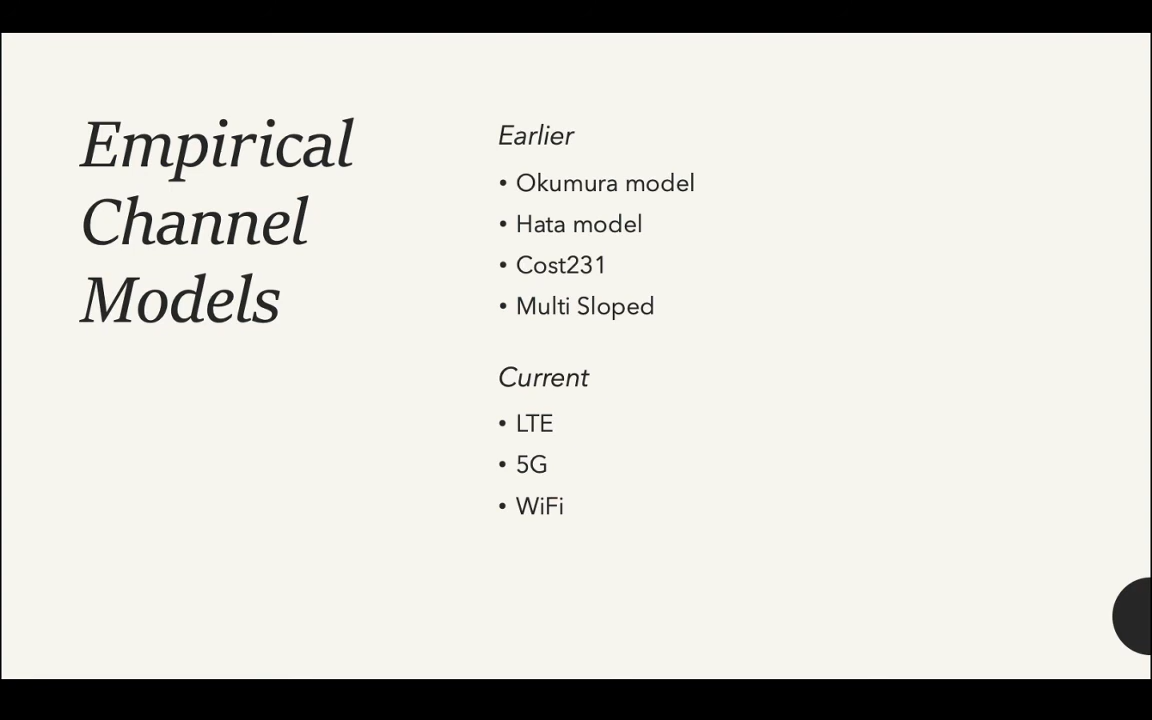 Empirical
Channel
Models
Earlier
• Okumura model
• Hata model
• Cost231
• Multi Sloped
Current
• LTE
• 5G
• WiFi